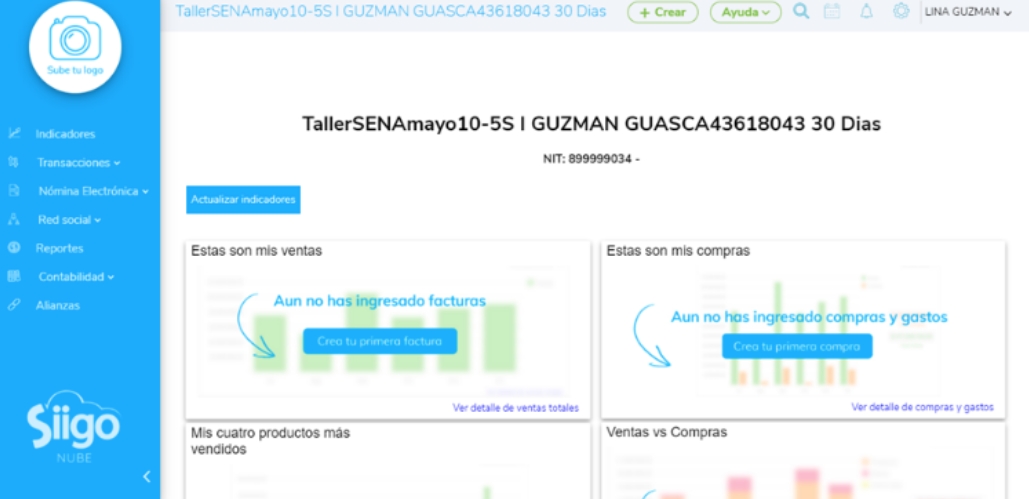 TallerSENAmayo10-5S I GUZMAN GUASCA43618043 30 Dias
+ Crear
Ayuda
LINA GUZMAN
Sube tu logo
Indicadores
Transacciones
Nómina Electrónica
Red social
Reportes
Contabilidad
Alianzas
Siigo
NUBE
TallerSENAmayo10-5S I GUZMAN GUASCA43618043 30 Dias
NIT: 899999034 -
Actualizar indicadores
Estas son mis ventas
Aun no has ingresado facturas
Crea tu primera factura
Ver detalle de ventas totales
Estas son mis compras
Aun no has ingresado compras y gastos
Crea tu primera compra
Ver detalle de compras y gastos
Mis cuatro productos más
vendidos
Ventas vs Compras